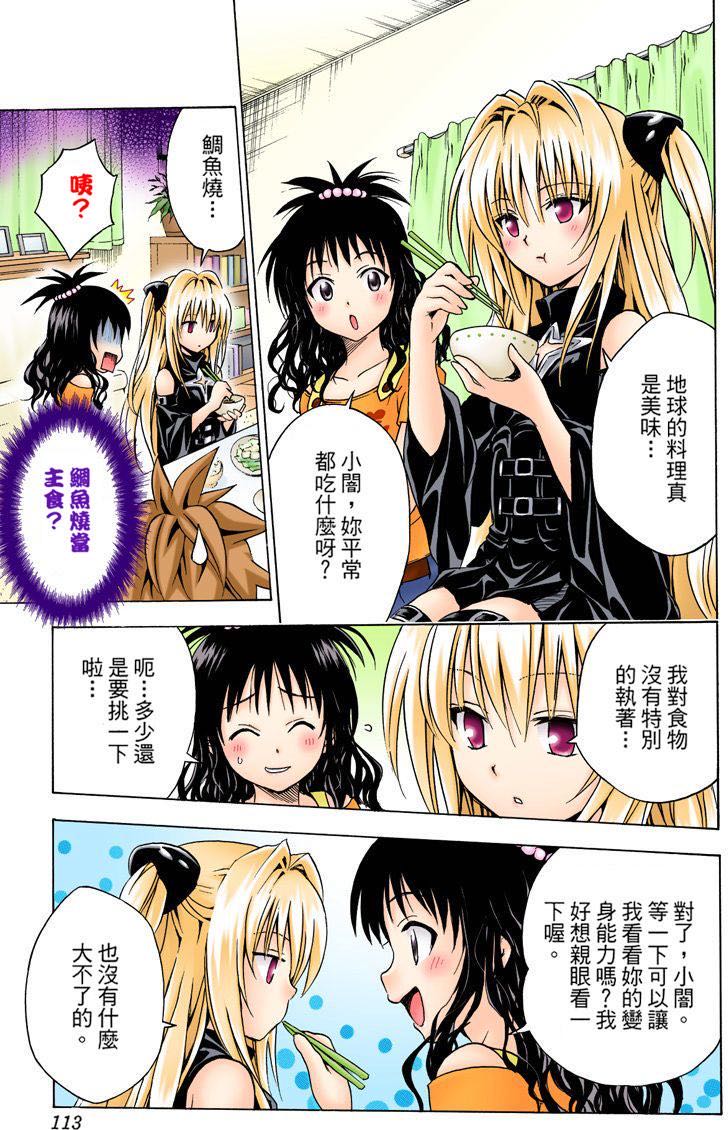 地球的料理真
是美味…
小闇，妳平常
都吃什麼呀？
鯛魚燒…
咦？
鯛魚燒當
主食？
我對食物
沒有特別
的執著…
呃…多少還
是要挑一下
啦…
對了，小闇。
等一下可以讓
我看看妳的變
身能力嗎？我
好想親眼看一
下喔。
也沒有什麼
大不了的。
113